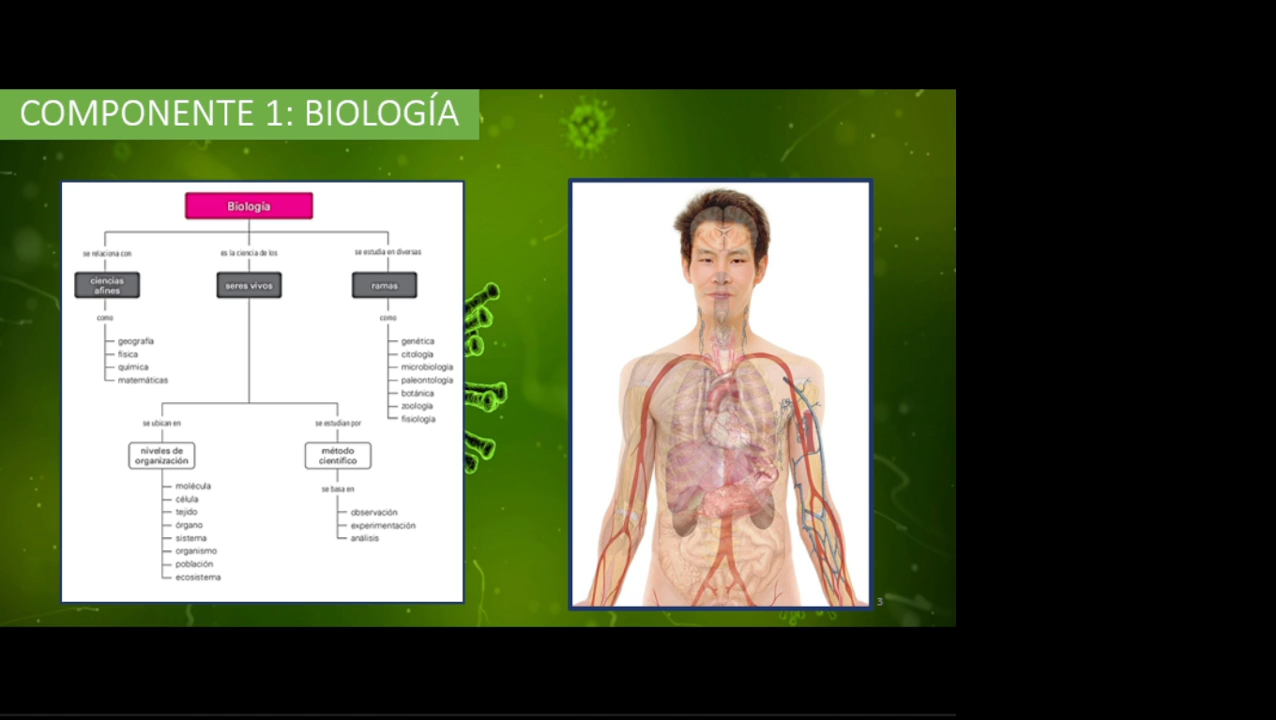 COMPONENTE 1: BIOLOGÍA
Biología
se relaciona con
es la ciencia de los
se estudia en diversas
ciencias
afines
seres vivos
ramas
como
como
geografía
física
química
matemáticas
genética
citología
microbiología
paleontología
botánica
zoología
fisiología
se ubican en
se estudian por
niveles de
organización
método
científico
molécula
célula
tejido
órgano
sistema
organismo
población
ecosistema
se basa en
observación
experimentación
análisis
3